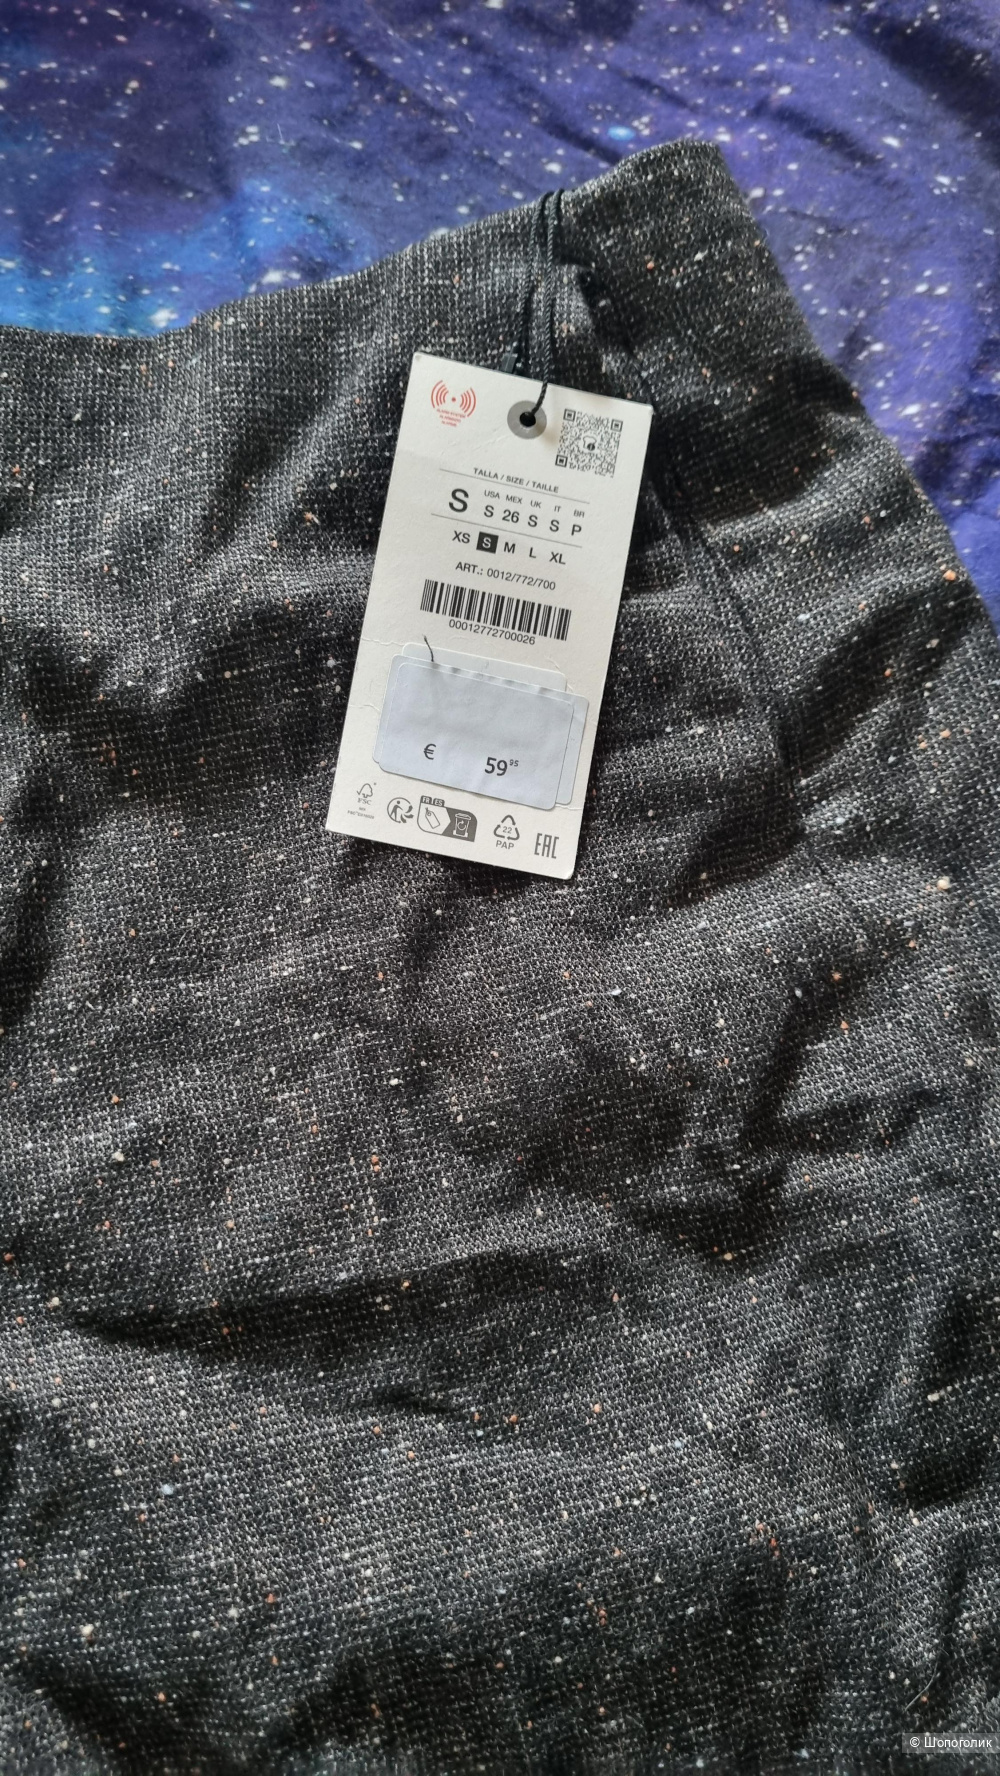 TALLA / SIZE / TAILLE
S
USA MEX UK IT BR
S 26 S S P
XS S M L XL
ART.: 0012/772/700
00012772700026
€ 59 95
FSC
FR ES
22
PAP
EAC
© Шопоголик